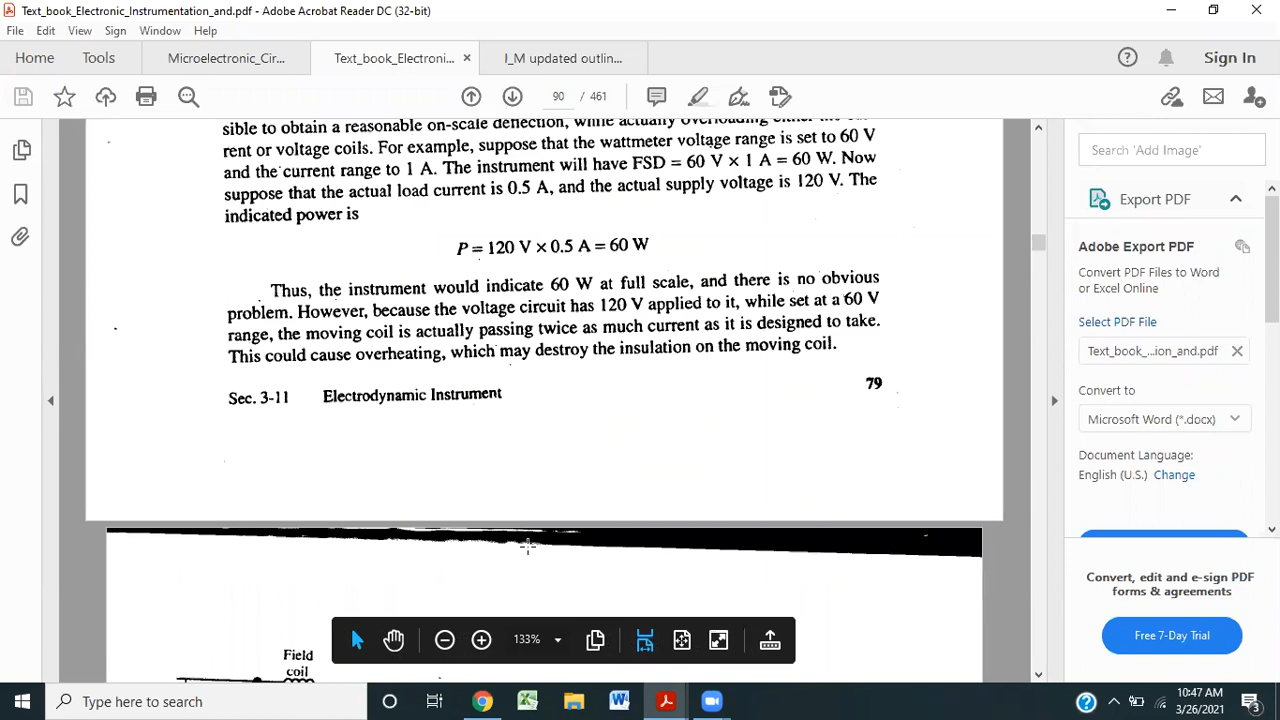 Text_book_Electronic_Instrumentation_and.pdf - Adobe Acrobat Reader DC (32-bit)
File Edit View Sign Window Help
Home Tools Microelectronic_Cir... Text_book_Electroni... × I_M updated outlin... Sign In
90 / 461
sible to obtain a reasonable on-scale deflection, while actually overloading either the cur-
rent or voltage coils. For example, suppose that the wattmeter voltage range is set to 60 V
and the current range to 1 A. The instrument will have FSD = 60 V × 1 A = 60 W. Now
suppose that the actual load current is 0.5 A, and the actual supply voltage is 120 V. The
indicated power is
P = 120 V × 0.5 A = 60 W
Thus, the instrument would indicate 60 W at full scale, and there is no obvious
problem. However, because the voltage circuit has 120 V applied to it, while set at a 60 V
range, the moving coil is actually passing twice as much current as it is designed to take.
This could cause overheating, which may destroy the insulation on the moving coil.
Sec. 3-11 Electrodynamic Instrument 79
Field
coil
133%
Search 'Add Image'
Export PDF
Adobe Export PDF
Convert PDF Files to Word
or Excel Online
Select PDF File
Text_book_...ion_and.pdf
Convert to
Microsoft Word (*.docx)
Document Language:
English (U.S.) Change
Convert, edit and e-sign PDF
forms & agreements
Free 7-Day Trial
Type here to search
10:47 AM
3/26/2021
3